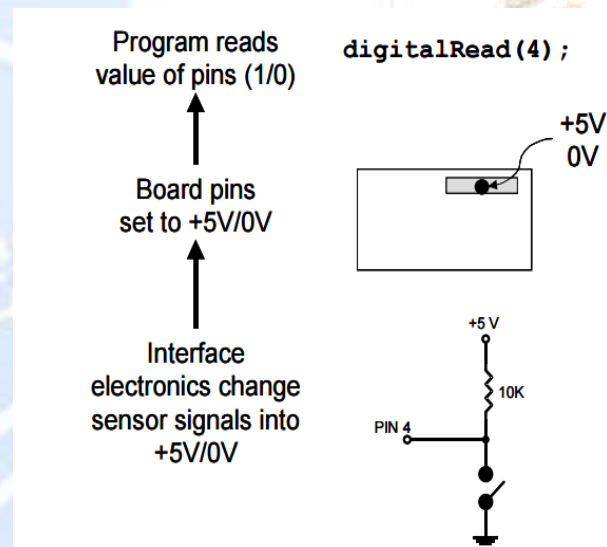 Program reads
value of pins (1/0)
digitalRead(4);
+5V
0V
Board pins
set to +5V/0V
Interface
electronics change
sensor signals into
+5V/0V
+5 V
10K
PIN 4